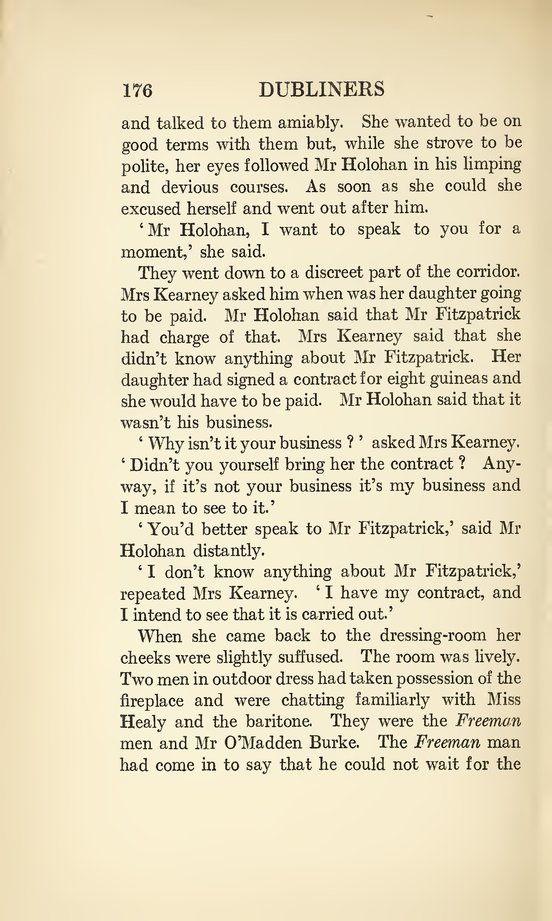 176 DUBLINERS
and talked to them amiably. She wanted to be on
good terms with them but, while she strove to be
polite, her eyes followed Mr Holohan in his limping
and devious courses. As soon as she could she
excused herself and went out after him.
‘Mr Holohan, I want to speak to you for a
moment,’ she said.
They went down to a discreet part of the corridor.
Mrs Kearney asked him when was her daughter going
to be paid. Mr Holohan said that Mr Fitzpatrick
had charge of that. Mrs Kearney said that she
didn’t know anything about Mr Fitzpatrick. Her
daughter had signed a contract for eight guineas and
she would have to be paid. Mr Holohan said that it
wasn’t his business.
‘Why isn’t it your business?’ asked Mrs Kearney.
‘Didn’t you yourself bring her the contract? Any-
way, if it’s not your business it’s my business and
I mean to see to it.’
‘You’d better speak to Mr Fitzpatrick,’ said Mr
Holohan distantly.
‘I don’t know anything about Mr Fitzpatrick,’
repeated Mrs Kearney. ‘I have my contract, and
I intend to see that it is carried out.’
When she came back to the dressing-room her
cheeks were slightly suffused. The room was lively.
Two men in outdoor dress had taken possession of the
fireplace and were chatting familiarly with Miss
Healy and the baritone. They were the Freeman
men and Mr O’Madden Burke. The Freeman man
had come in to say that he could not wait for the